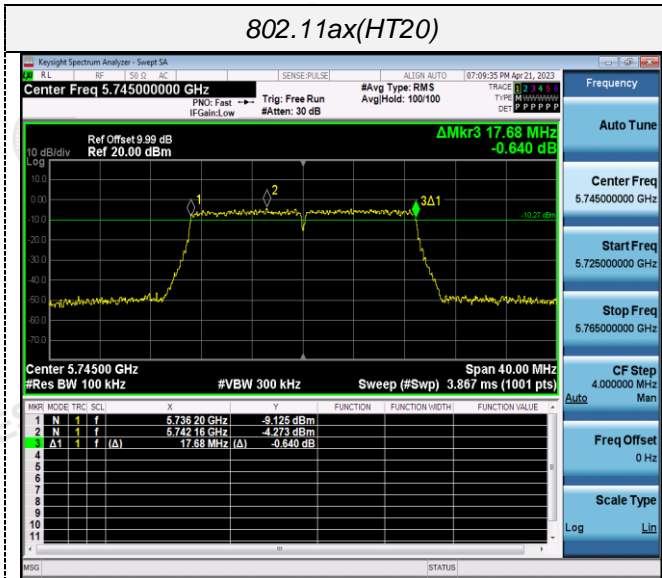 802.11ax(HT20)
Keysight Spectrum Analyzer - Swept SA
RL RF 50 Ω AC SENSE:PULSE ALIGN AUTO 07:09:35 PM Apr 21, 2023
Center Freq 5.745000000 GHz
PNO: Fast
IFGain:Low
Trig: Free Run
#Atten: 30 dB
#Avg Type: RMS
Avg|Hold: 100/100
TRACE 1 2 3 4 5 6
TYPE MWWWWW
DET P P P P P P
Ref Offset 9.99 dB
10 dB/div Ref 20.00 dBm
Log
ΔMkr3 17.68 MHz
-0.640 dB
10.0
0.00
-10.0
-20.0
-30.0
-40.0
-50.0
-60.0
-70.0
1
2
3Δ1
-10.27 dBm
Center 5.74500 GHz Span 40.00 MHz
#Res BW 100 kHz #VBW 300 kHz Sweep (#Swp) 3.867 ms (1001 pts)
MKR MODE TRC SCL X Y FUNCTION FUNCTION WIDTH FUNCTION VALUE
1 N 1 f 5.736 20 GHz -9.125 dBm
2 N 1 f 5.742 16 GHz -4.273 dBm
3 Δ1 1 f (Δ) 17.68 MHz (Δ) -0.640 dB
4
5
6
7
8
9
10
11
MSG STATUS
Frequency
Auto Tune
Center Freq
5.745000000 GHz
Start Freq
5.725000000 GHz
Stop Freq
5.765000000 GHz
CF Step
4.000000 MHz
Auto Man
Freq Offset
0 Hz
Scale Type
Log Lin